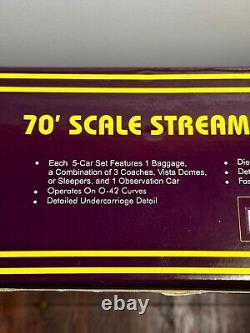 70' SCALE STREAM
• Each 5-Car Set Features 1 Baggage,
a Combination of 3 Coaches, Vista Domes,
or Sleepers, and 1 Observation Car
• Operates On O-42 Curves
• Detailed Undercarriage Detail
• Die
• Det
• Fas